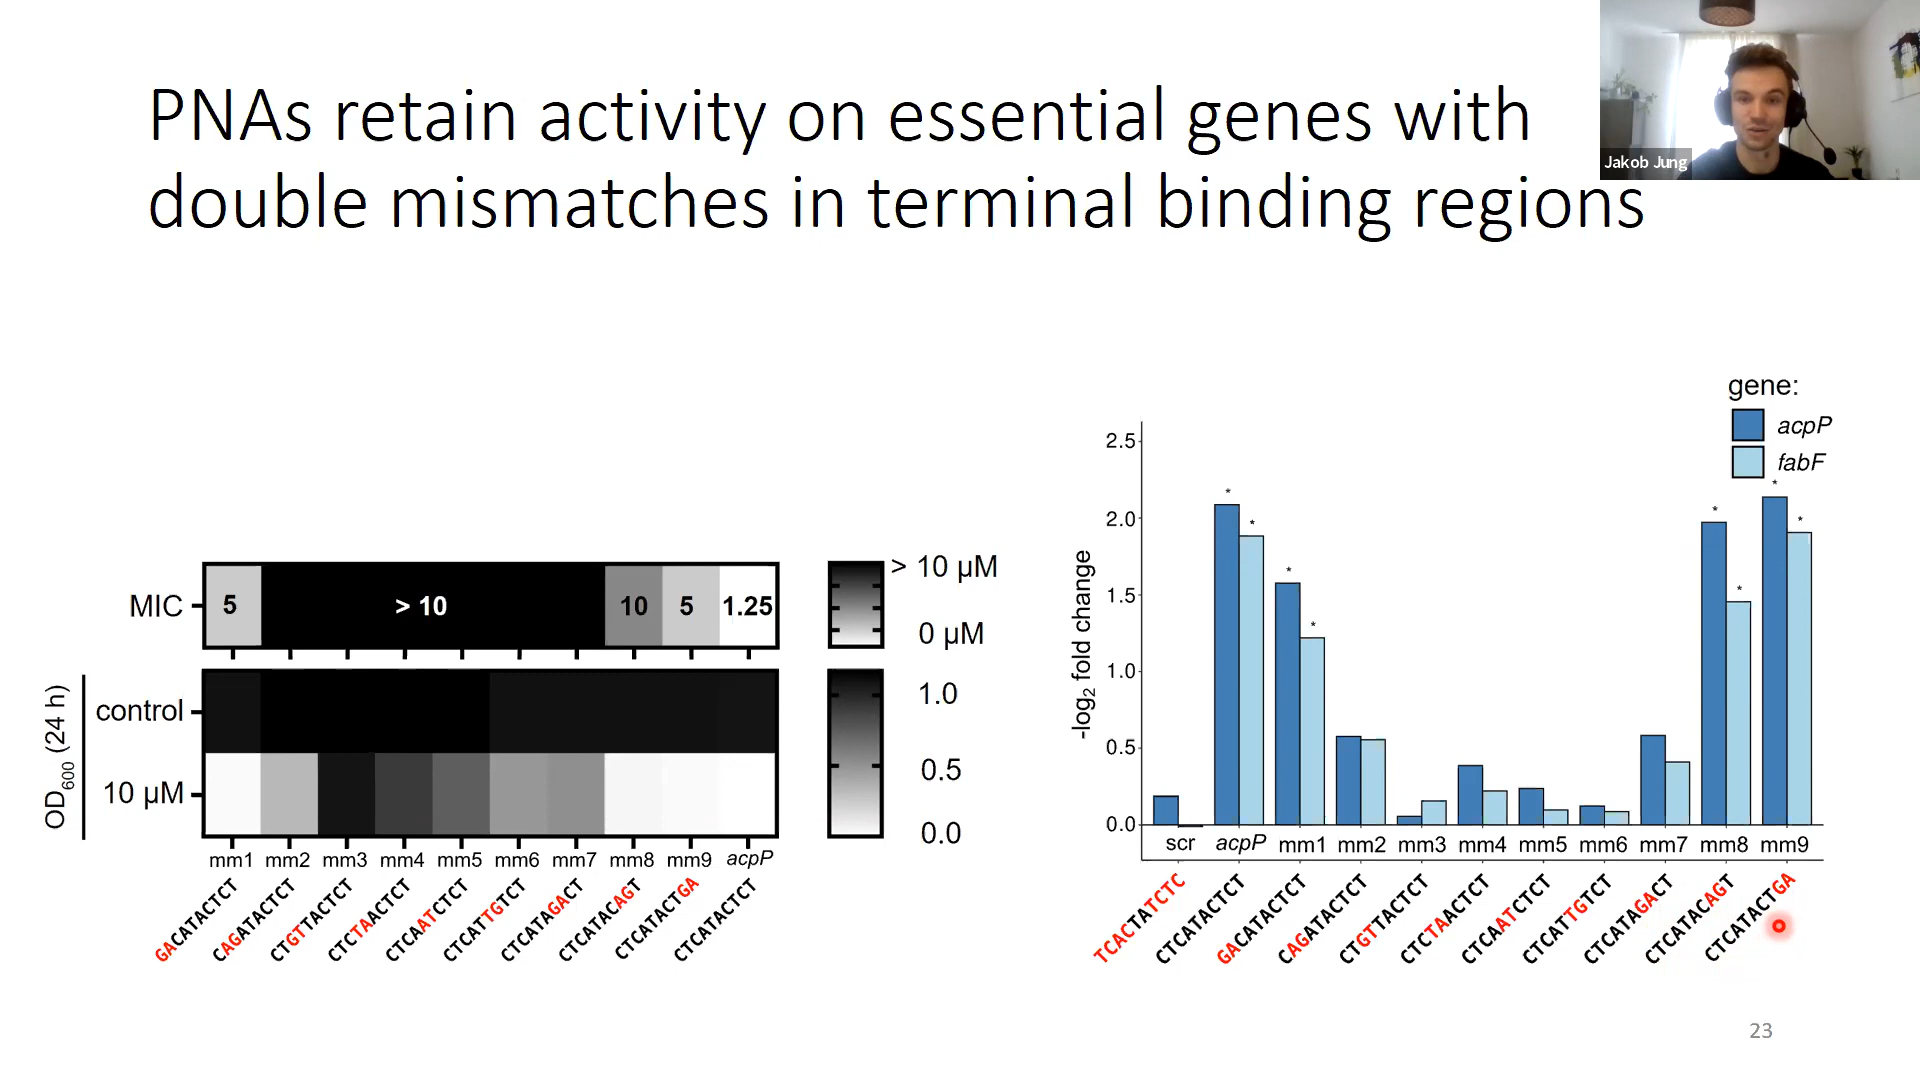 PNAs retain activity on essential genes with
double mismatches in terminal binding regions
Jakob Jung
MIC
5
> 10
10
5
1.25
> 10 µM
0 µM
OD600 (24 h)
control
10 µM
1.0
0.5
0.0
mm1 mm2 mm3 mm4 mm5 mm6 mm7 mm8 mm9 acpP
GACATACTCT
CAGATACTCT
CTGTTACTCT
CTCTAACTCT
CTCAATCTCT
CTCATTGTCT
CTCATAGACT
CTCATACAGT
CTCATACTGA
CTCATACTCT
gene:
acpP
fabF
-log2 fold change
2.5
2.0
1.5
1.0
0.5
0.0
* * * * * * * *
scr acpP mm1 mm2 mm3 mm4 mm5 mm6 mm7 mm8 mm9
TCACTATCTC
CTCATACTCT
GACATACTCT
CAGATACTCT
CTGTTACTCT
CTCTAACTCT
CTCAATCTCT
CTCATTGTCT
CTCATAGACT
CTCATACAGT
CTCATACTGA
23